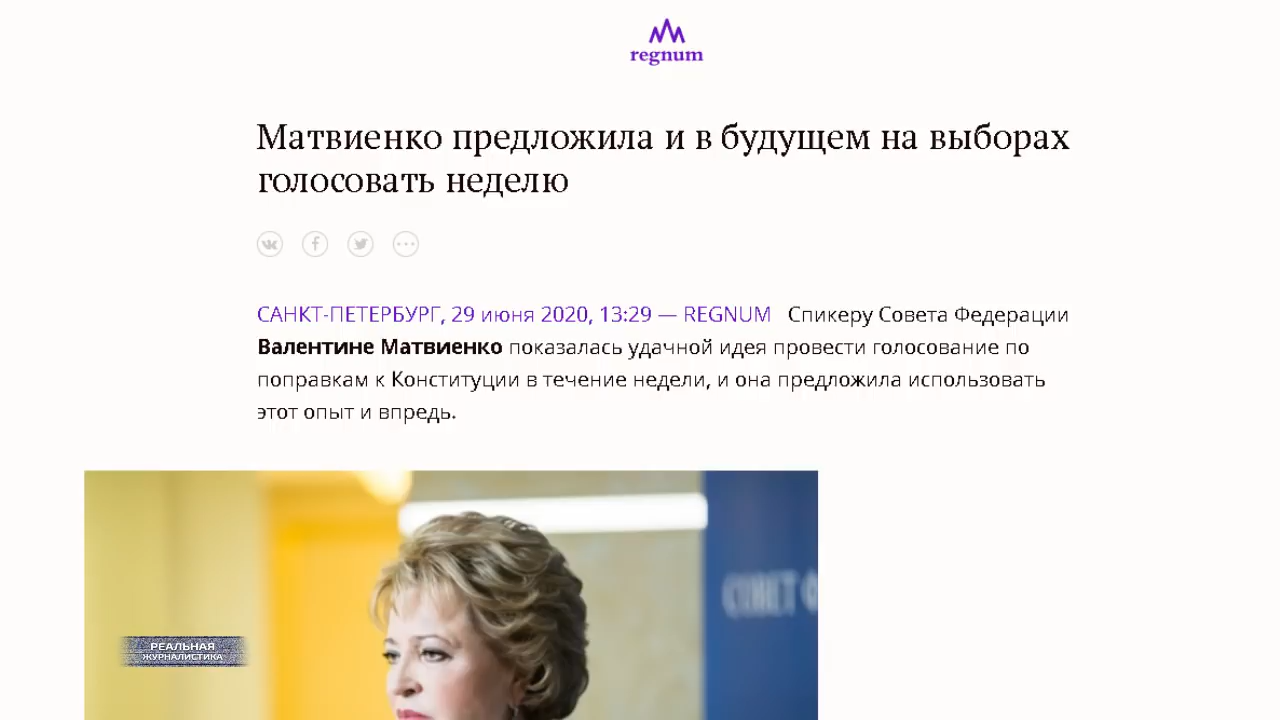 regnum
Матвиенко предложила и в будущем на выборах
голосовать неделю
САНКТ-ПЕТЕРБУРГ, 29 июня 2020, 13:29 — REGNUM Спикеру Совета Федерации
Валентине Матвиенко показалась удачной идея провести голосование по
поправкам к Конституции в течение недели, и она предложила использовать
этот опыт и впредь.
СОВЕТ Ф
РЕАЛЬНАЯ
ЖУРНАЛИСТИКА